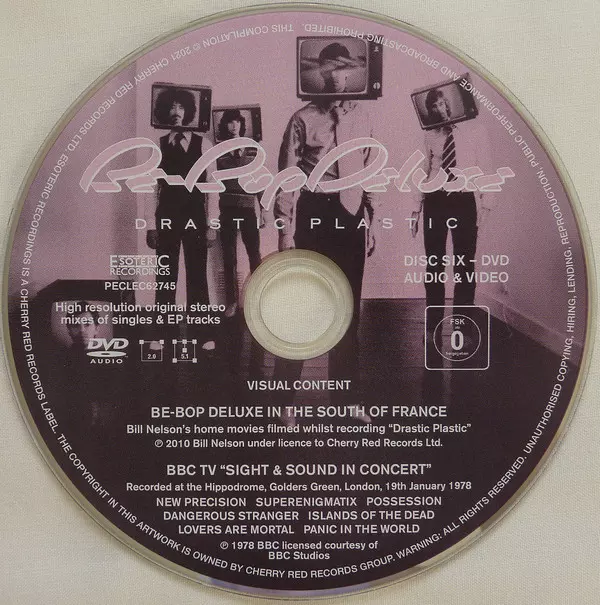 Be-Bop Deluxe
DRASTIC PLASTIC
ESOTERIC
RECORDINGS
PECLEC62745
DISC SIX – DVD
AUDIO & VIDEO
High resolution original stereo
mixes of singles & EP tracks
DVD
AUDIO
2.0
5.1
FSK
0
VISUAL CONTENT
BE-BOP DELUXE IN THE SOUTH OF FRANCE
Bill Nelson's home movies filmed whilst recording “Drastic Plastic”
℗ 2010 Bill Nelson under licence to Cherry Red Records Ltd.
BBC TV “SIGHT & SOUND IN CONCERT”
Recorded at the Hippodrome, Golders Green, London, 19th January 1978
NEW PRECISION SUPERENIGMATIX POSSESSION
DANGEROUS STRANGER ISLANDS OF THE DEAD
LOVERS ARE MORTAL PANIC IN THE WORLD
℗ 1978 BBC licensed courtesy of
BBC Studios
THIS COMPILATION © 2021 CHERRY RED RECORDS LTD. ESOTERIC RECORDINGS IS A CHERRY RED RECORDS LABEL. THE COPYRIGHT IN THIS ARTWORK IS OWNED BY CHERRY RED RECORDS GROUP. WARNING: ALL RIGHTS RESERVED. UNAUTHORISED COPYING, HIRING, LENDING, REPRODUCTION, PUBLIC PERFORMANCE AND BROADCASTING PROHIBITED.